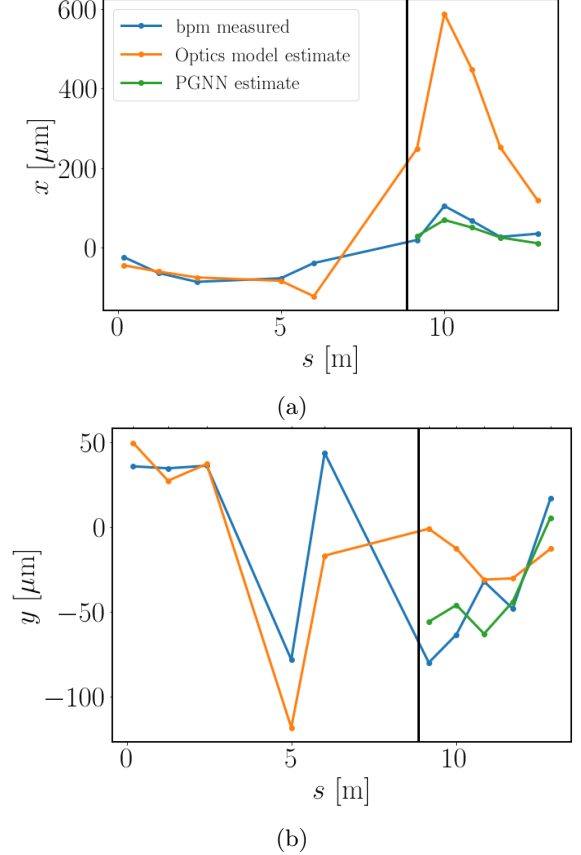 600
400
200
0
x [μm]
bpm measured
Optics model estimate
PGNN estimate
0
5
10
s [m]
(a)
50
0
−50
−100
y [μm]
0
5
10
s [m]
(b)